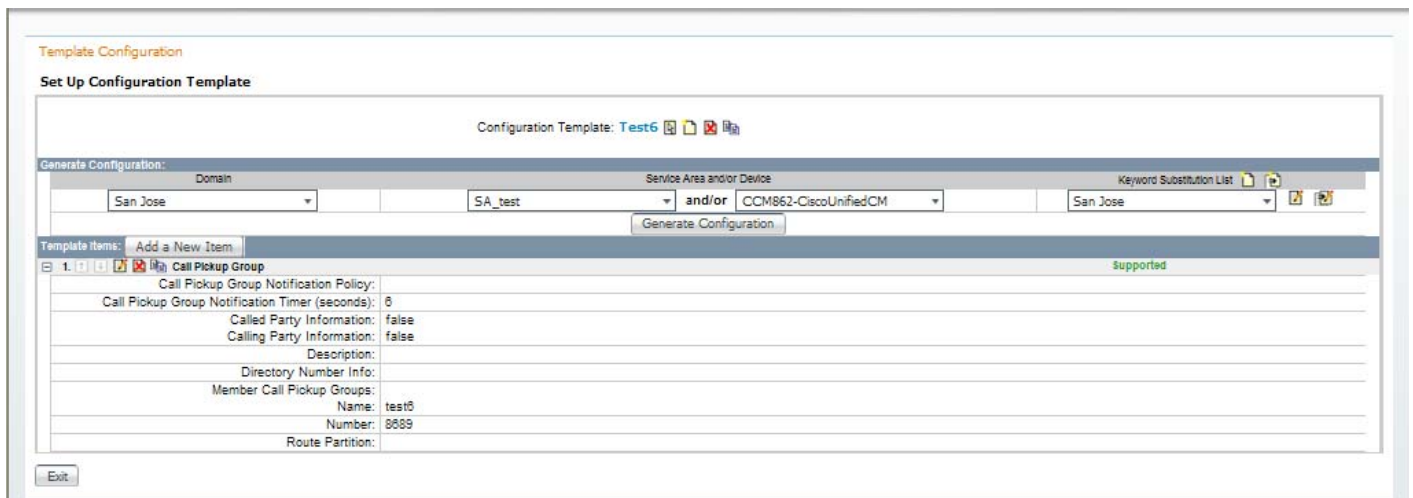 Template Configuration
Set Up Configuration Template
Configuration Template: Test6
Generate Configuration:
Domain Service Area and/or Device Keyword Substitution List
San Jose SA_test and/or CCM862-CiscoUnifiedCM San Jose
Generate Configuration
Template Items: Add a New Item
1. Call Pickup Group Supported
Call Pickup Group Notification Policy:
Call Pickup Group Notification Timer (seconds): 6
Called Party Information: false
Calling Party Information: false
Description:
Directory Number Info:
Member Call Pickup Groups:
Name: test6
Number: 8689
Route Partition:
Exit